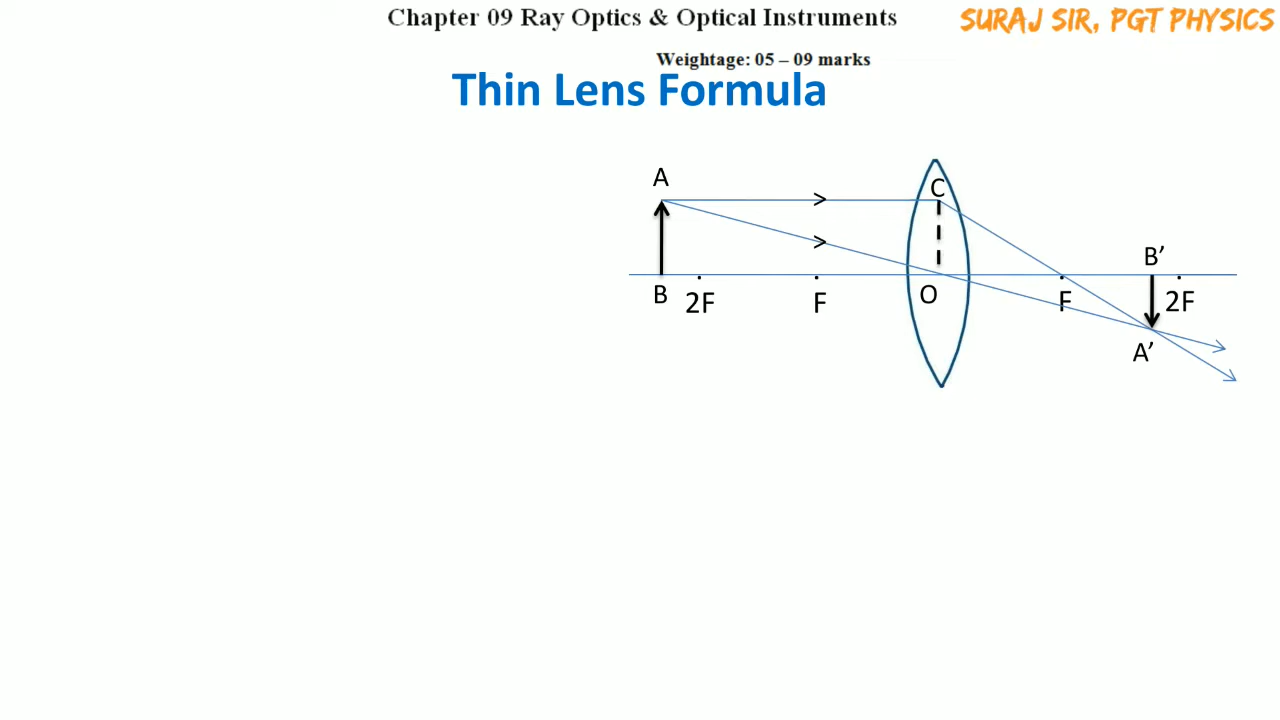 Chapter 09 Ray Optics & Optical Instruments
SURAJ SIR, PGT PHYSICS
Weightage: 05 – 09 marks
Thin Lens Formula
A
C
>
>
B'
B
2F
F
O
F
2F
A'